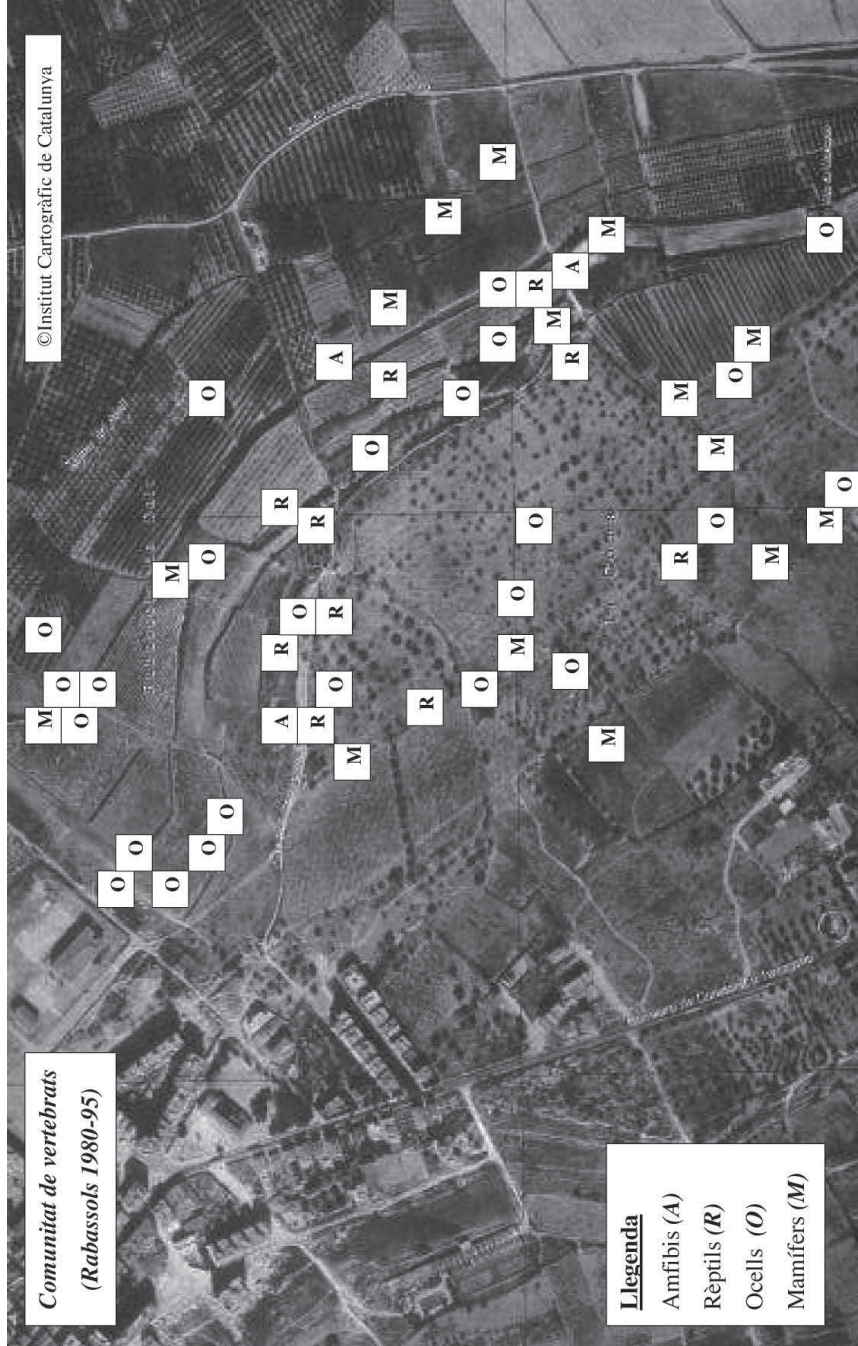 Comunitat de vertebrats
(Rabassols 1980-95)
©Institut Cartogràfic de Catalunya
M O
O
O
O
O
O
O M
O O O
O
A R R
O
R R
O R A
M
O
R M
R
M
O
O
O O M
M O
O R
M
O R A
M M
R M
O M
O
M
M
M O
O
Llegenda
Amfibis (A)
Rèptils (R)
Ocells (O)
Mamífers (M)